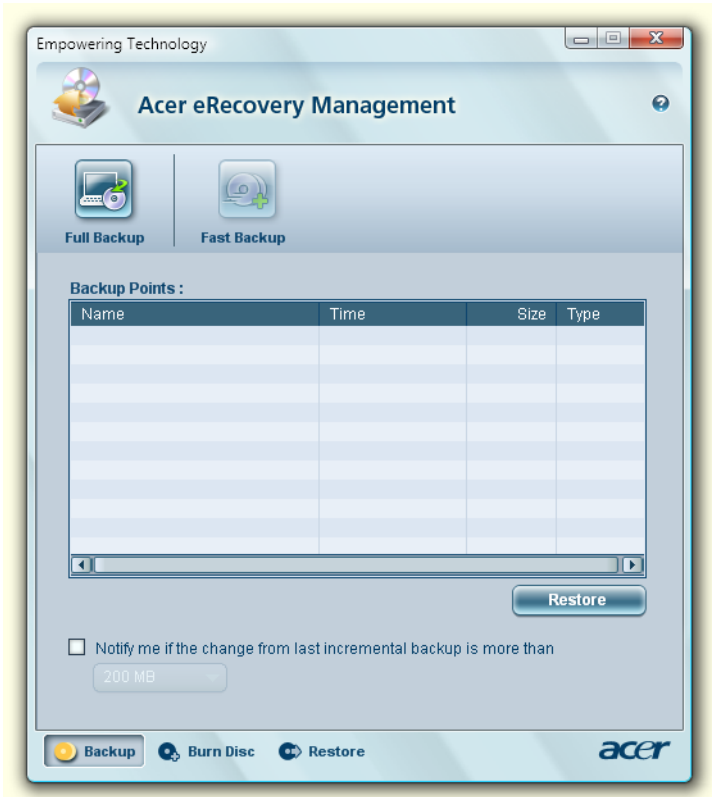 Empowering Technology
Acer eRecovery Management
Full Backup
Fast Backup
Backup Points :
Name Time Size Type
Restore
Notify me if the change from last incremental backup is more than
200 MB
Backup Burn Disc Restore acer